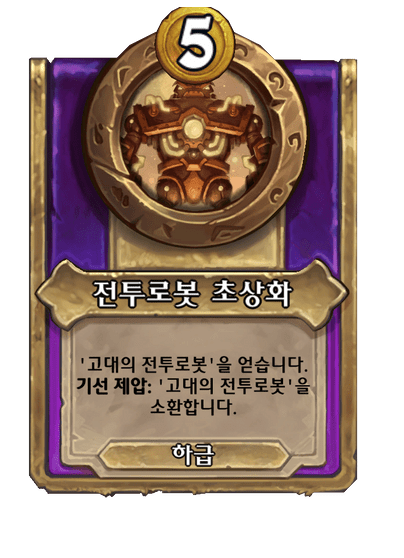 5
전투로봇 초상화
'고대의 전투로봇'을 얻습니다.
기선 제압: '고대의 전투로봇'을
소환합니다.
하급